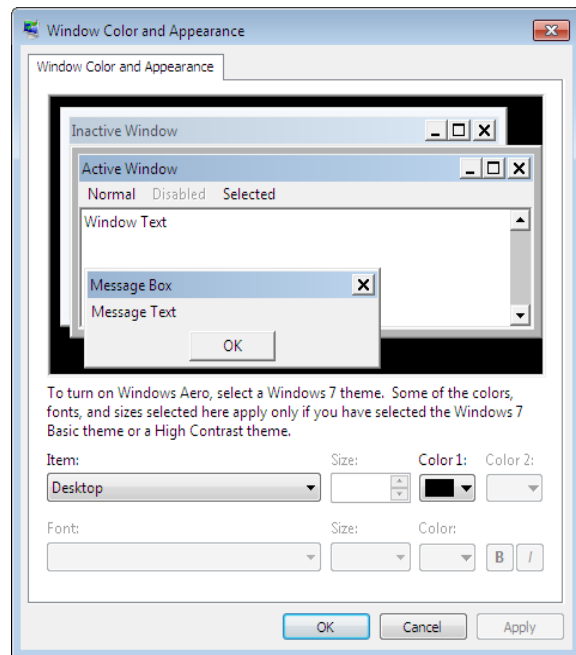 Window Color and Appearance
Window Color and Appearance
Inactive Window
Active Window
Normal Disabled Selected
Window Text
Message Box
Message Text
OK
To turn on Windows Aero, select a Windows 7 theme. Some of the colors,
fonts, and sizes selected here apply only if you have selected the Windows 7
Basic theme or a High Contrast theme.
Item: Size: Color 1: Color 2:
Desktop
Font: Size: Color:
B I
OK Cancel Apply